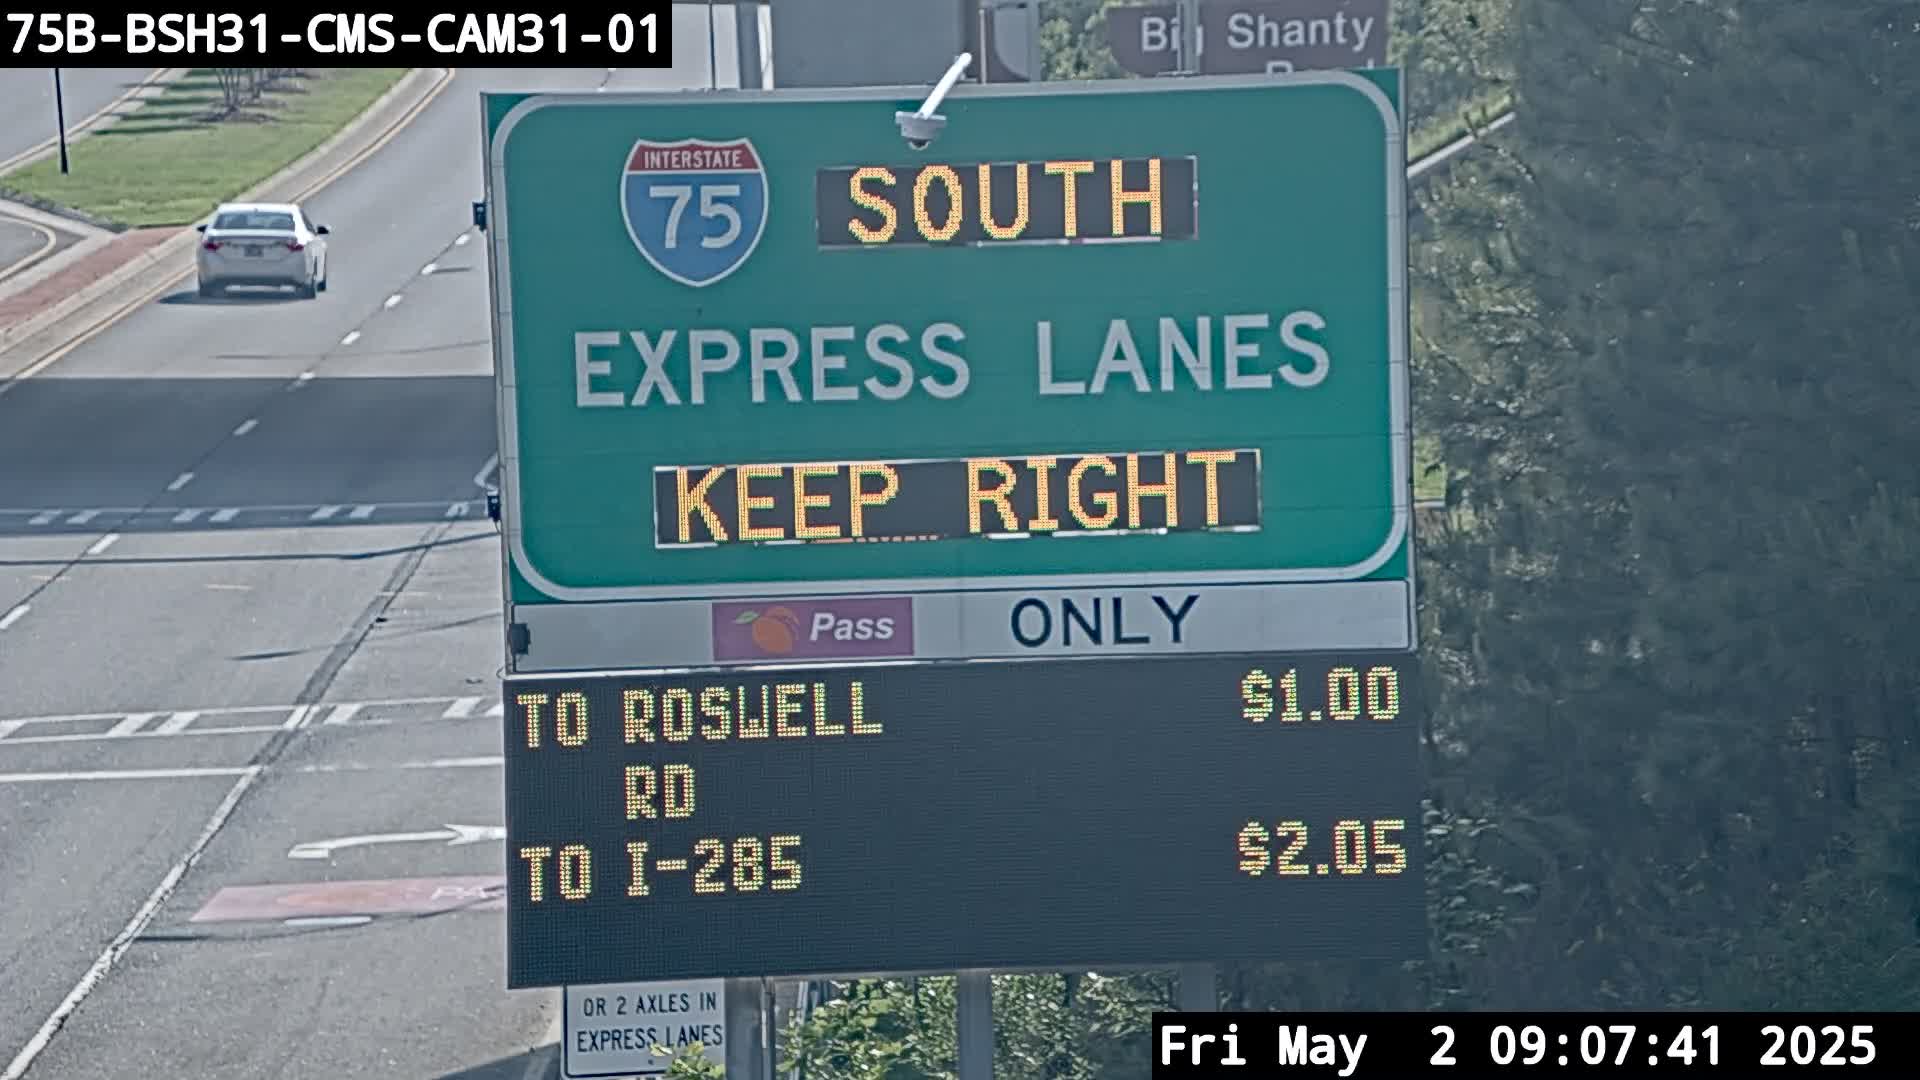 75B-BSH31-CMS-CAM31-01
Big Shanty
INTERSTATE
75
SOUTH
EXPRESS LANES
KEEP RIGHT
Pass
ONLY
TO ROSWELL $1.00
RD
TO I-285 $2.05
OR 2 AXLES IN
EXPRESS LANES
Fri May 2 09:07:41 2025